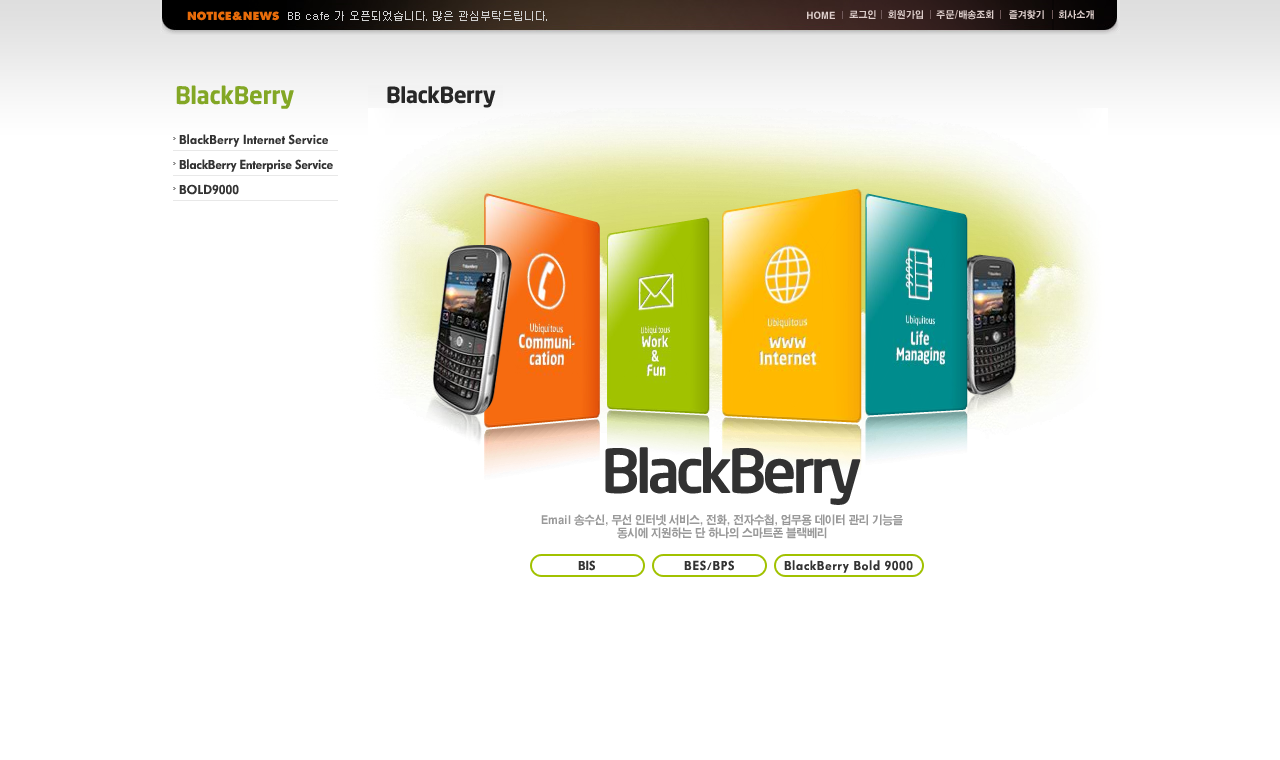 NOTICE&NEWS BB cafe 가 오픈되었습니다. 많은 관심부탁드립니다.
HOME | 로그인 | 회원가입 | 주문/배송조회 | 즐겨찾기 | 회사소개
BlackBerry
BlackBerry Internet Service
BlackBerry Enterprise Service
BOLD9000
BlackBerry
Ubiquitous
Communi-
cation
Ubiquitous
Work
&
Fun
Ubiquitous
www
Internet
Ubiquitous
Life
Managing
BlackBerry
Email 송수신, 무선 인터넷 서비스, 전화, 전자수첩, 업무용 데이터 관리 기능을
동시에 지원하는 단 하나의 스마트폰 블랙베리
BIS
BES/BPS
BlackBerry Bold 9000